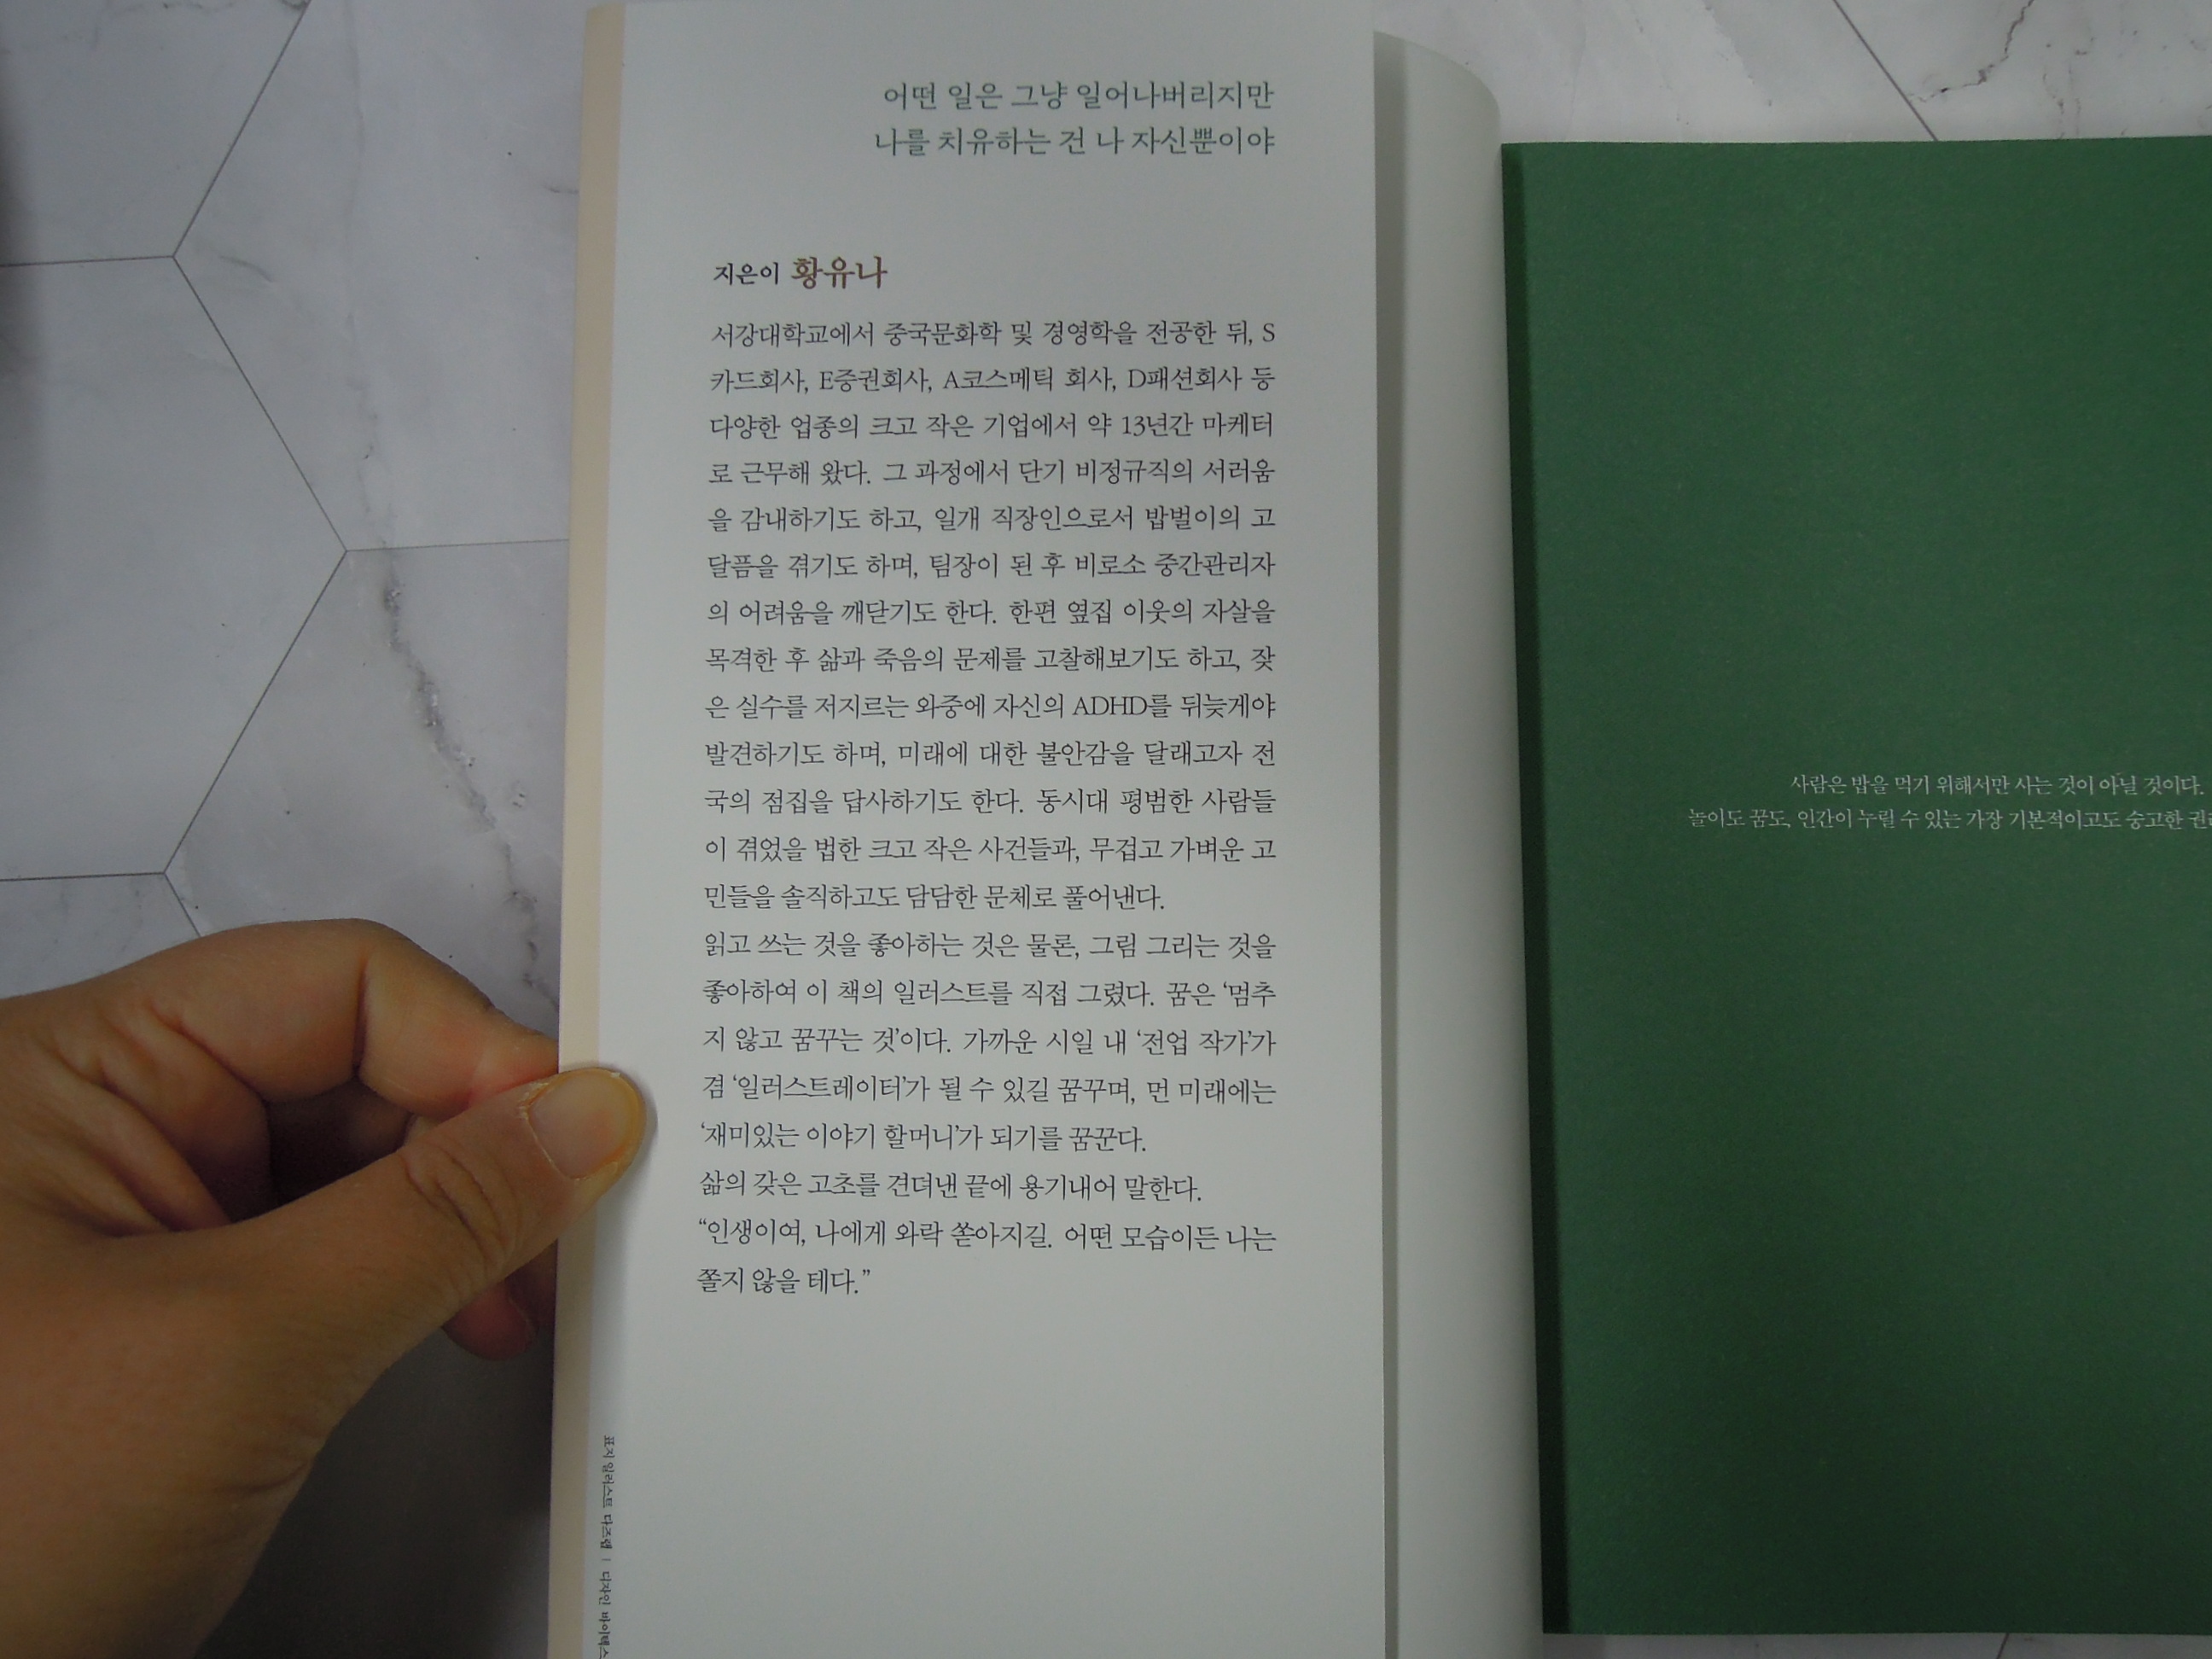 어떤 일은 그냥 일어나버리지만
나를 치유하는 건 나 자신뿐이야
지은이 황유나
서강대학교에서 중국문화학 및 경영학을 전공한 뒤, S
카드회사, E증권회사, A코스메틱 회사, D패션회사 등
다양한 업종의 크고 작은 기업에서 약 13년간 마케터
로 근무해 왔다. 그 과정에서 단기 비정규직의 서러움
을 감내하기도 하고, 일개 직장인으로서 밥벌이의 고
달픔을 겪기도 하며, 팀장이 된 후 비로소 중간관리자
의 어려움을 깨닫기도 한다. 한편 옆집 이웃의 자살을
목격한 후 삶과 죽음의 문제를 고찰해보기도 하고, 잦
은 실수를 저지르는 와중에 자신의 ADHD를 뒤늦게야
발견하기도 하며, 미래에 대한 불안감을 달래고자 전
국의 점집을 답사하기도 한다. 동시대 평범한 사람들
이 겪었을 법한 크고 작은 사건들과, 무겁고 가벼운 고
민들을 솔직하고도 담담한 문체로 풀어낸다.
읽고 쓰는 것을 좋아하는 것은 물론, 그림 그리는 것을
좋아하여 이 책의 일러스트를 직접 그렸다. 꿈은 ‘멈추
지 않고 꿈꾸는 것’이다. 가까운 시일 내 ‘전업 작가’가
겸 ‘일러스트레이터’가 될 수 있길 꿈꾸며, 먼 미래에는
‘재미있는 이야기 할머니’가 되기를 꿈꾼다.
삶의 갖은 고초를 견뎌낸 끝에 용기내어 말한다.
“인생이여, 나에게 와락 쏟아지길. 어떤 모습이든 나는
쫄지 않을 테다.”
표지 일러스트 다즈랩 | 디자인 바이텍스
사람은 밥을 먹기 위해서만 사는 것이 아닐 것이다.
놀이도 꿈도, 인간이 누릴 수 있는 가장 기본적이고도 숭고한